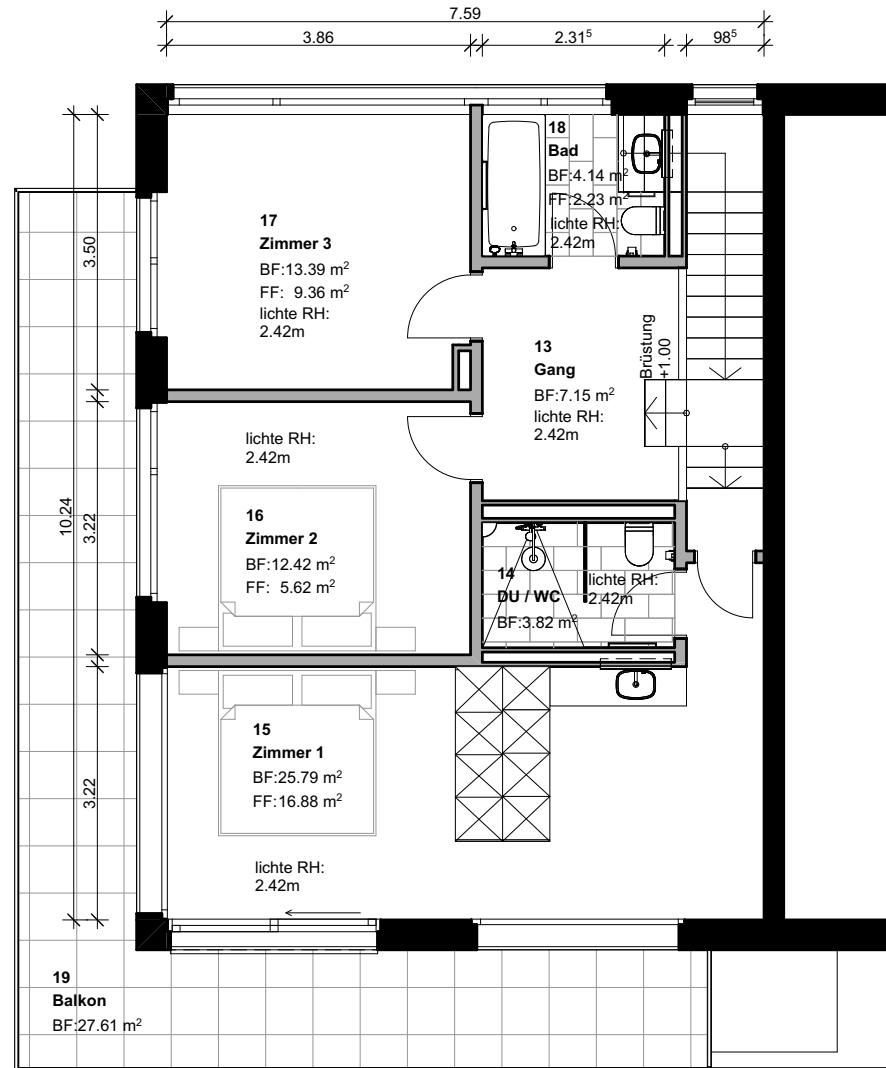 7.59
3.86
2.31⁵
98⁵
18
Bad
BF:4.14 m²
FF:2.23 m²
lichte RH:
2.42m
17
Zimmer 3
BF:13.39 m²
FF: 9.36 m²
lichte RH:
2.42m
3.50
13
Gang
BF:7.15 m²
lichte RH:
2.42m
Brüstung
+1.00
lichte RH:
2.42m
16
Zimmer 2
BF:12.42 m²
FF: 5.62 m²
10.24
3.22
14
DU / WC
BF:3.82 m²
lichte RH:
2.42m
15
Zimmer 1
BF:25.79 m²
FF:16.88 m²
lichte RH:
2.42m
3.22
19
Balkon
BF:27.61 m²